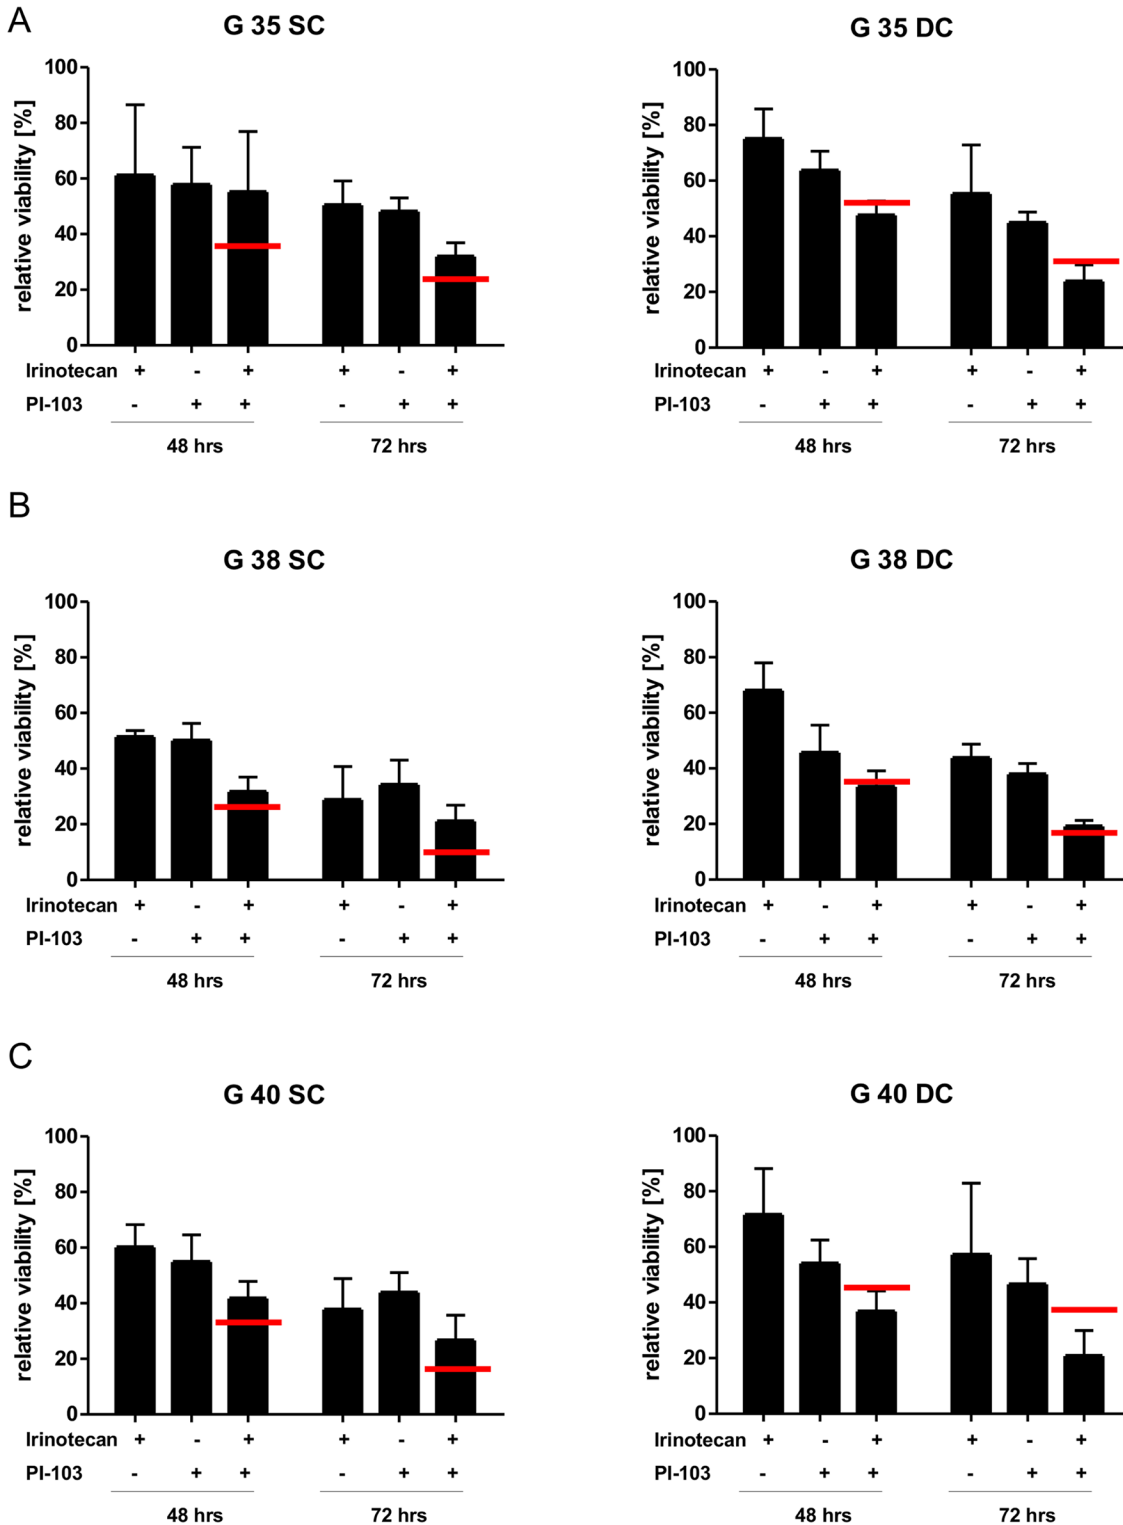 A
G 35 SC
G 35 DC
relative viability [%]
100
80
60
40
20
0
relative viability [%]
100
80
60
40
20
0
Irinotecan + - + + - +
PI-103 - + + - + +
48 hrs 72 hrs
Irinotecan + - + + - +
PI-103 - + + - + +
48 hrs 72 hrs
B
G 38 SC
G 38 DC
relative viability [%]
100
80
60
40
20
0
relative viability [%]
100
80
60
40
20
0
Irinotecan + - + + - +
PI-103 - + + - + +
48 hrs 72 hrs
Irinotecan + - + + - +
PI-103 - + + - + +
48 hrs 72 hrs
C
G 40 SC
G 40 DC
relative viability [%]
100
80
60
40
20
0
relative viability [%]
100
80
60
40
20
0
Irinotecan + - + + - +
PI-103 - + + - + +
48 hrs 72 hrs
Irinotecan + - + + - +
PI-103 - + + - + +
48 hrs 72 hrs